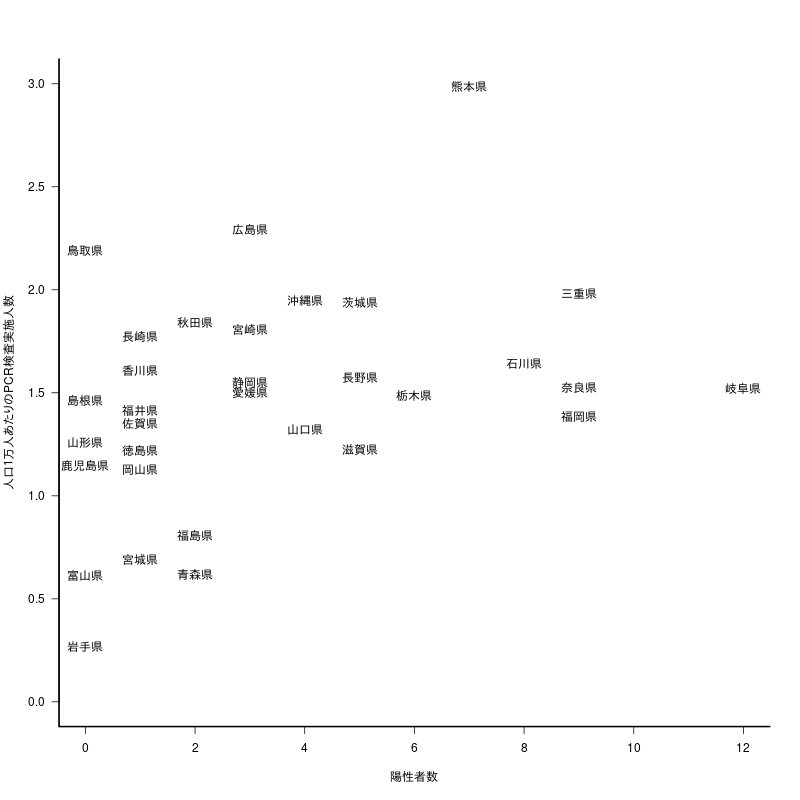 3.0
熊本県
2.5
広島県
鳥取県
2.0
三重県
沖縄県
茨城県
秋田県
宮崎県
長崎県
石川県
香川県
長野県
静岡県
奈良県
岐阜県
愛媛県
1.5
栃木県
島根県
福井県
福岡県
佐賀県
山口県
山形県
滋賀県
徳島県
鹿児島県
岡山県
1.0
福島県
宮城県
青森県
富山県
0.5
岩手県
0.0
0 2 4 6 8 10 12
陽性者数
人口1万人あたりのPCR検査実施人数